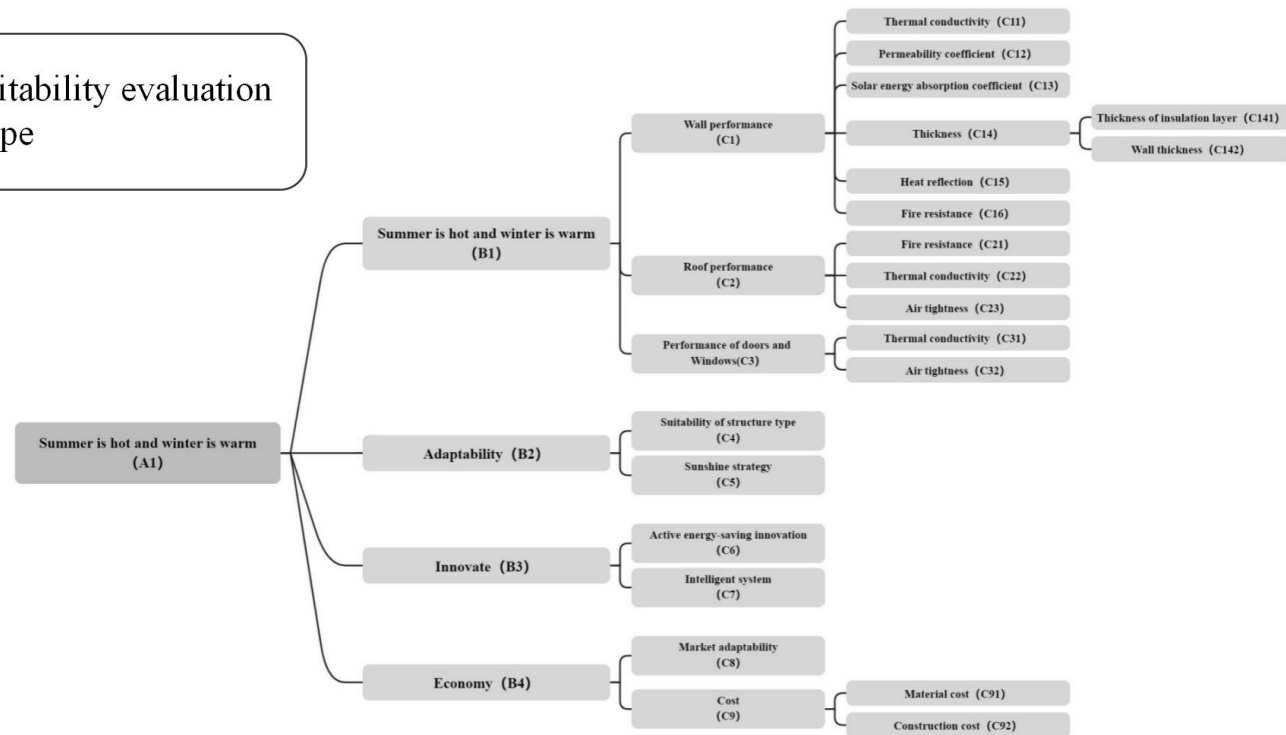 itability evaluation
pe
Thermal conductivity (C11)
Permeability coefficient (C12)
Solar energy absorption coefficient (C13)
Wall performance
(C1)
Thickness (C14)
Thickness of insulation layer (C141)
Wall thickness (C142)
Heat reflection (C15)
Fire resistance (C16)
Summer is hot and winter is warm
(B1)
Roof performance
(C2)
Fire resistance (C21)
Thermal conductivity (C22)
Air tightness (C23)
Performance of doors and
Windows(C3)
Thermal conductivity (C31)
Air tightness (C32)
Summer is hot and winter is warm
(A1)
Adaptability (B2)
Suitability of structure type
(C4)
Sunshine strategy
(C5)
Innovate (B3)
Active energy-saving innovation
(C6)
Intelligent system
(C7)
Economy (B4)
Market adaptability
(C8)
Cost
(C9)
Material cost (C91)
Construction cost (C92)